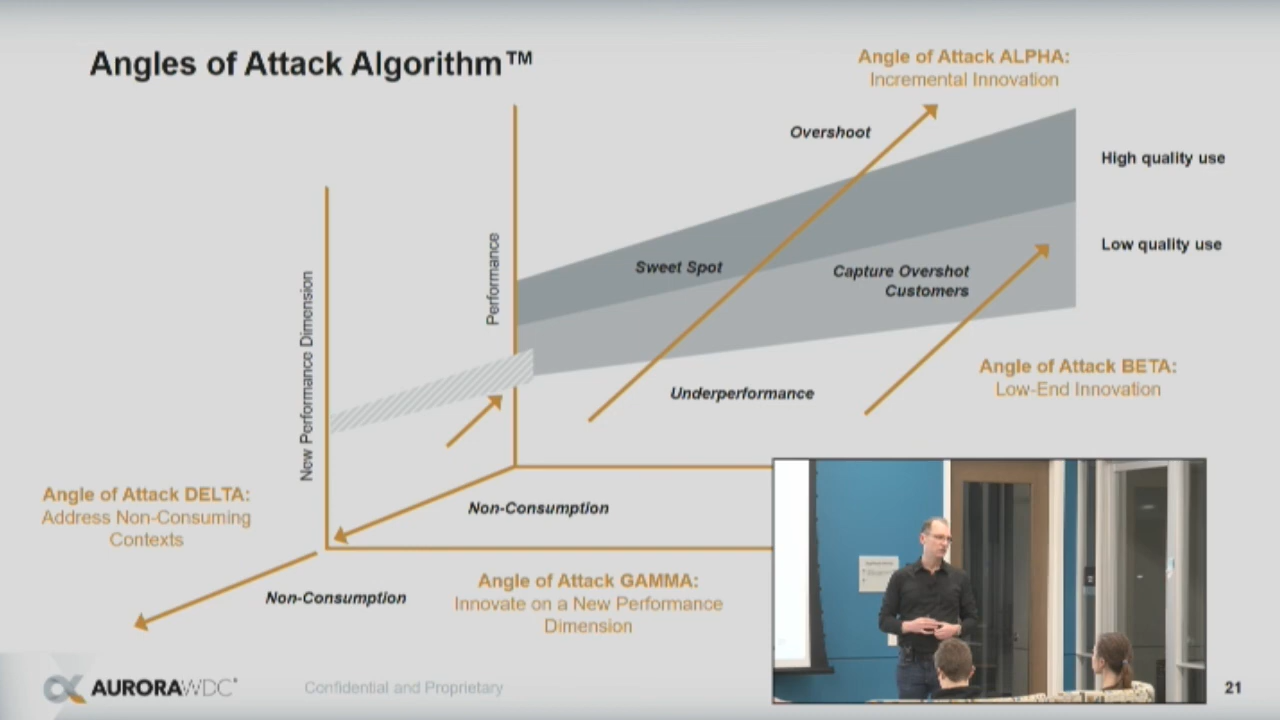 Angles of Attack Algorithm™
Angle of Attack ALPHA:
Incremental Innovation
Overshoot
High quality use
Low quality use
Performance
New Performance Dimension
Sweet Spot
Capture Overshot
Customers
Angle of Attack BETA:
Low-End Innovation
Underperformance
Angle of Attack DELTA:
Address Non-Consuming
Contexts
Non-Consumption
Angle of Attack GAMMA:
Innovate on a New Performance
Dimension
Non-Consumption
AURORAWDC
Confidential and Proprietary
21